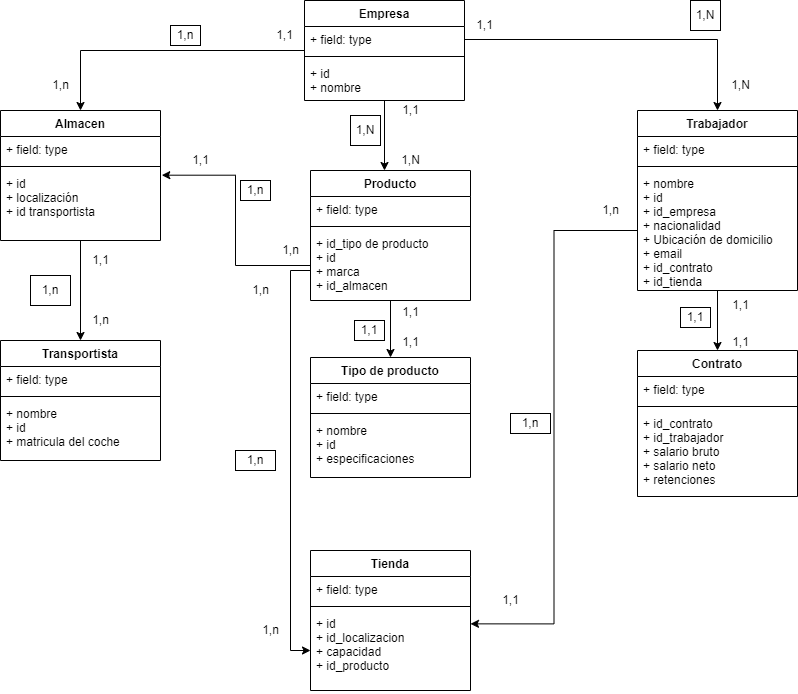 Empresa
+ field: type
+ id
+ nombre
1,n
1,1
1,1
1,N
1,n
1,N
1,1
1,N
1,N
Almacen
+ field: type
+ id
+ localización
+ id transportista
1,1
1,n
1,n
Producto
+ field: type
+ id_tipo de producto
+ id
+ marca
+ id_almacen
Trabajador
+ field: type
+ nombre
+ id
+ id_empresa
+ nacionalidad
+ Ubicación de domicilio
+ email
+ id_contrato
+ id_tienda
1,n
1,1
1,n
1,n
1,n
1,1
1,1
1,1
1,1
1,1
1,1
Transportista
+ field: type
+ nombre
+ id
+ matricula del coche
Tipo de producto
+ field: type
+ nombre
+ id
+ especificaciones
Contrato
+ field: type
+ id_contrato
+ id_trabajador
+ salario bruto
+ salario neto
+ retenciones
1,n
1,n
Tienda
+ field: type
+ id
+ id_localizacion
+ capacidad
+ id_producto
1,1
1,n